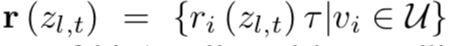 r (z_{l,t}) = {r_i (z_{l,t}) τ|v_i ∈ 𝒰}